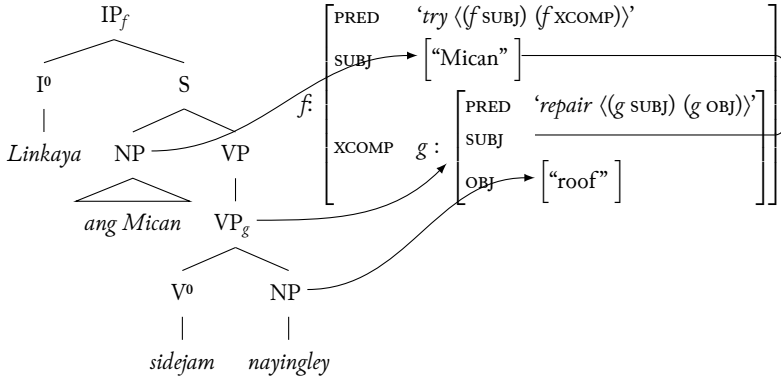 IP_f PRED ‘try ⟨(f SUBJ) (f XCOMP)⟩’
I⁰ S SUBJ [“Mican”]
f: PRED ‘repair ⟨(g SUBJ) (g OBJ)⟩’
Linkaya NP VP XCOMP g : SUBJ
OBJ [“roof”]
ang Mican VP_g
V⁰ NP
sidejam nayingley